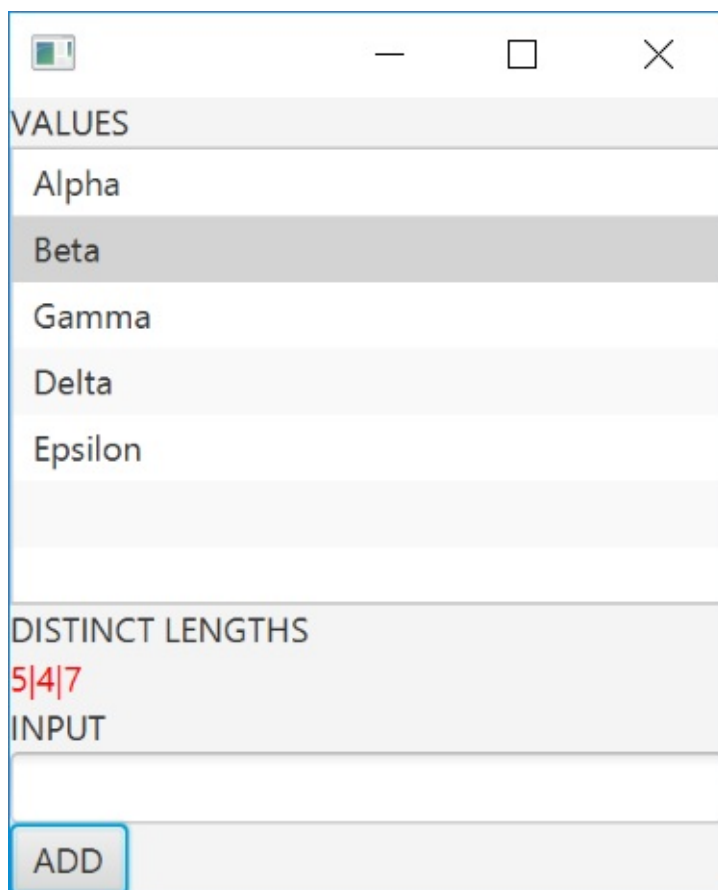 VALUES
Alpha
Beta
Gamma
Delta
Epsilon
DISTINCT LENGTHS
5|4|7
INPUT
ADD